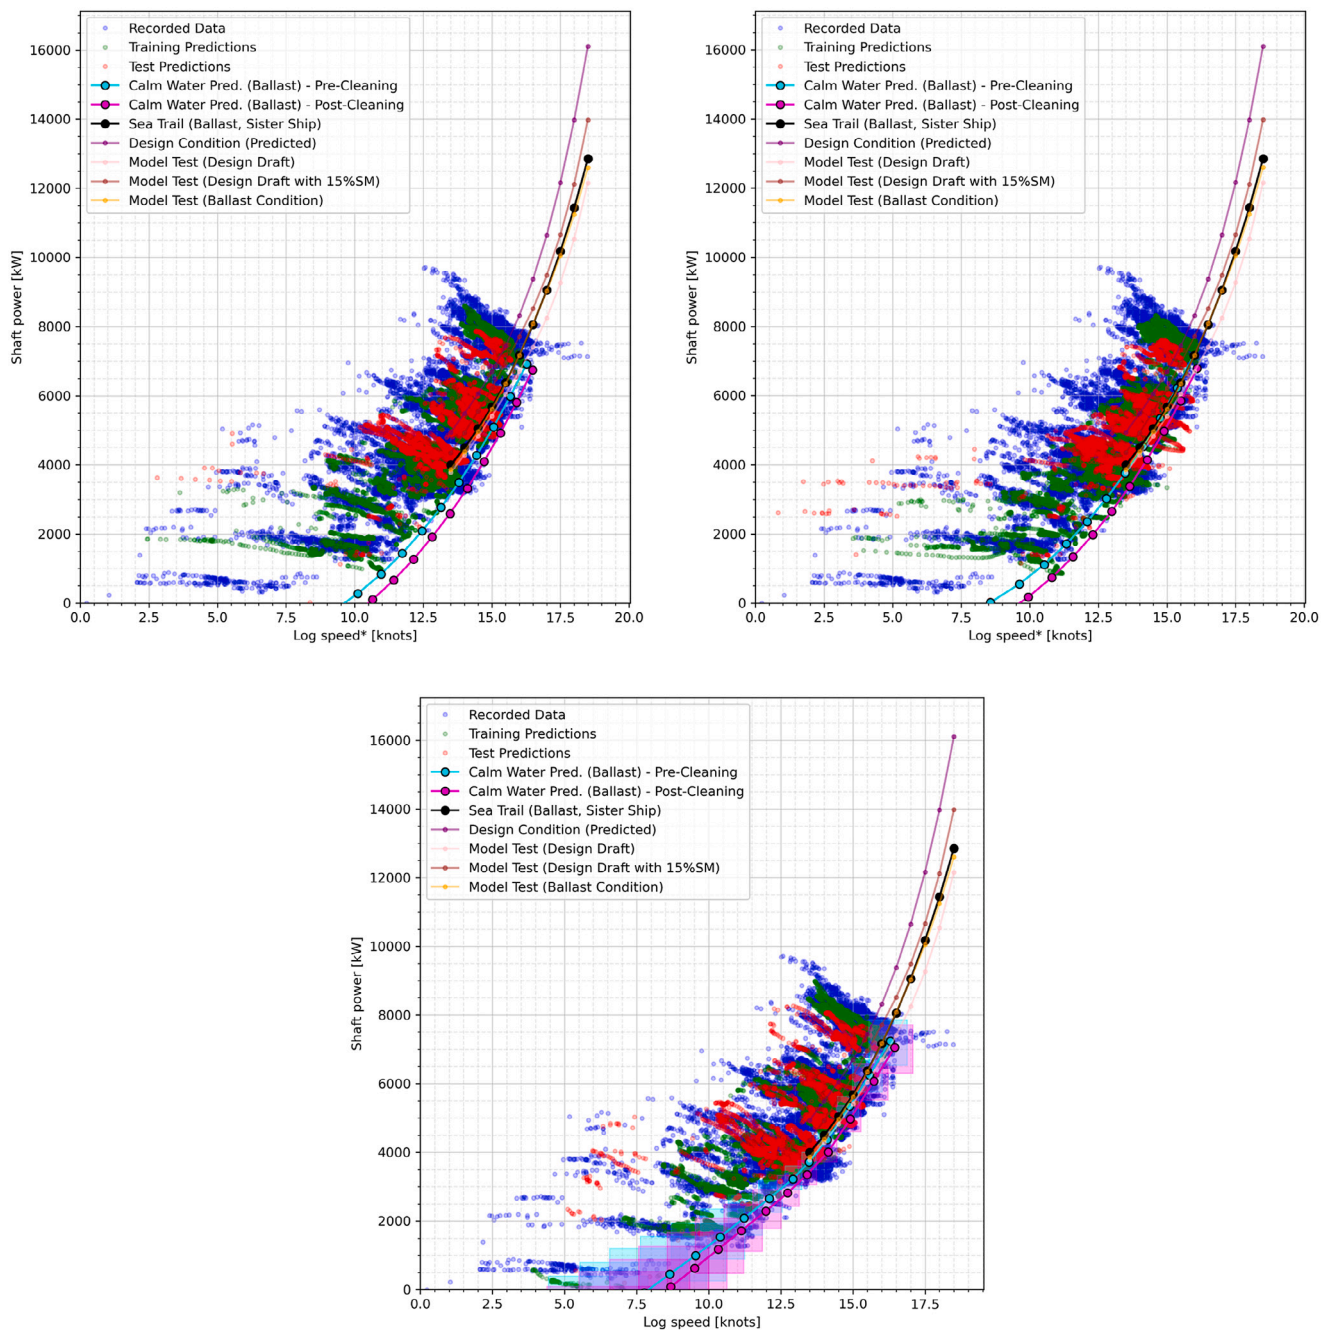 Recorded Data
Training Predictions
Test Predictions
Calm Water Pred. (Ballast) - Pre-Cleaning
Calm Water Pred. (Ballast) - Post-Cleaning
Sea Trail (Ballast, Sister Ship)
Design Condition (Predicted)
Model Test (Design Draft)
Model Test (Design Draft with 15%SM)
Model Test (Ballast Condition)
Shaft power [kW]
16000
14000
12000
10000
8000
6000
4000
2000
0
0.0 2.5 5.0 7.5 10.0 12.5 15.0 17.5 20.0
Log speed* [knots]
Recorded Data
Training Predictions
Test Predictions
Calm Water Pred. (Ballast) - Pre-Cleaning
Calm Water Pred. (Ballast) - Post-Cleaning
Sea Trail (Ballast, Sister Ship)
Design Condition (Predicted)
Model Test (Design Draft)
Model Test (Design Draft with 15%SM)
Model Test (Ballast Condition)
Shaft power [kW]
16000
14000
12000
10000
8000
6000
4000
2000
0
0.0 2.5 5.0 7.5 10.0 12.5 15.0 17.5 20.0
Log speed* [knots]
Recorded Data
Training Predictions
Test Predictions
Calm Water Pred. (Ballast) - Pre-Cleaning
Calm Water Pred. (Ballast) - Post-Cleaning
Sea Trail (Ballast, Sister Ship)
Design Condition (Predicted)
Model Test (Design Draft)
Model Test (Design Draft with 15%SM)
Model Test (Ballast Condition)
Shaft power [kW]
16000
14000
12000
10000
8000
6000
4000
2000
0
0.0 2.5 5.0 7.5 10.0 12.5 15.0 17.5
Log speed [knots]